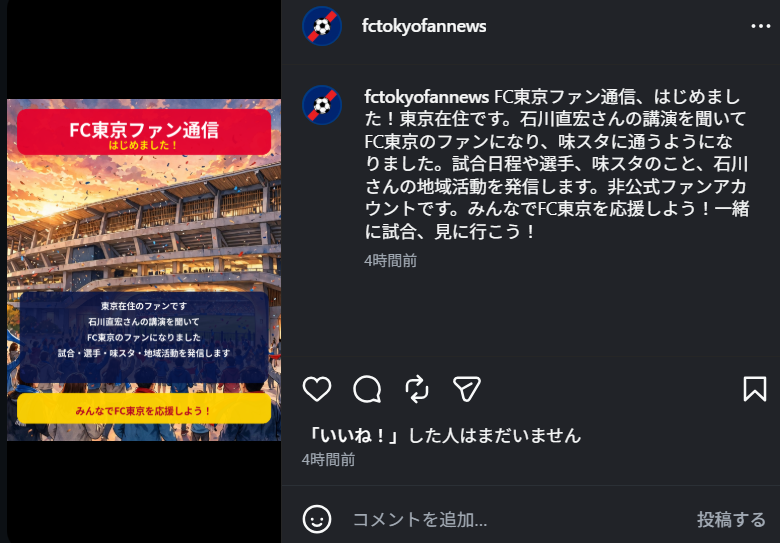 FC東京ファン通信
はじめました！
東京在住のファンです
石川直宏さんの講演を聞いて
FC東京のファンになりました
試合・選手・味スタ・地域活動を発信します
みんなでFC東京を応援しよう！
fctokyofannews
fctokyofannews FC東京ファン通信、はじめまし
た！東京在住です。石川直宏さんの講演を聞いて
FC東京のファンになり、味スタに通うようにな
りました。試合日程や選手、味スタのこと、石川
さんの地域活動を発信します。非公式ファンアカ
ウントです。みんなでFC東京を応援しよう！一緒
に試合、見に行こう！
4時間前
「いいね！」した人はまだいません
4時間前
コメントを追加...
投稿する